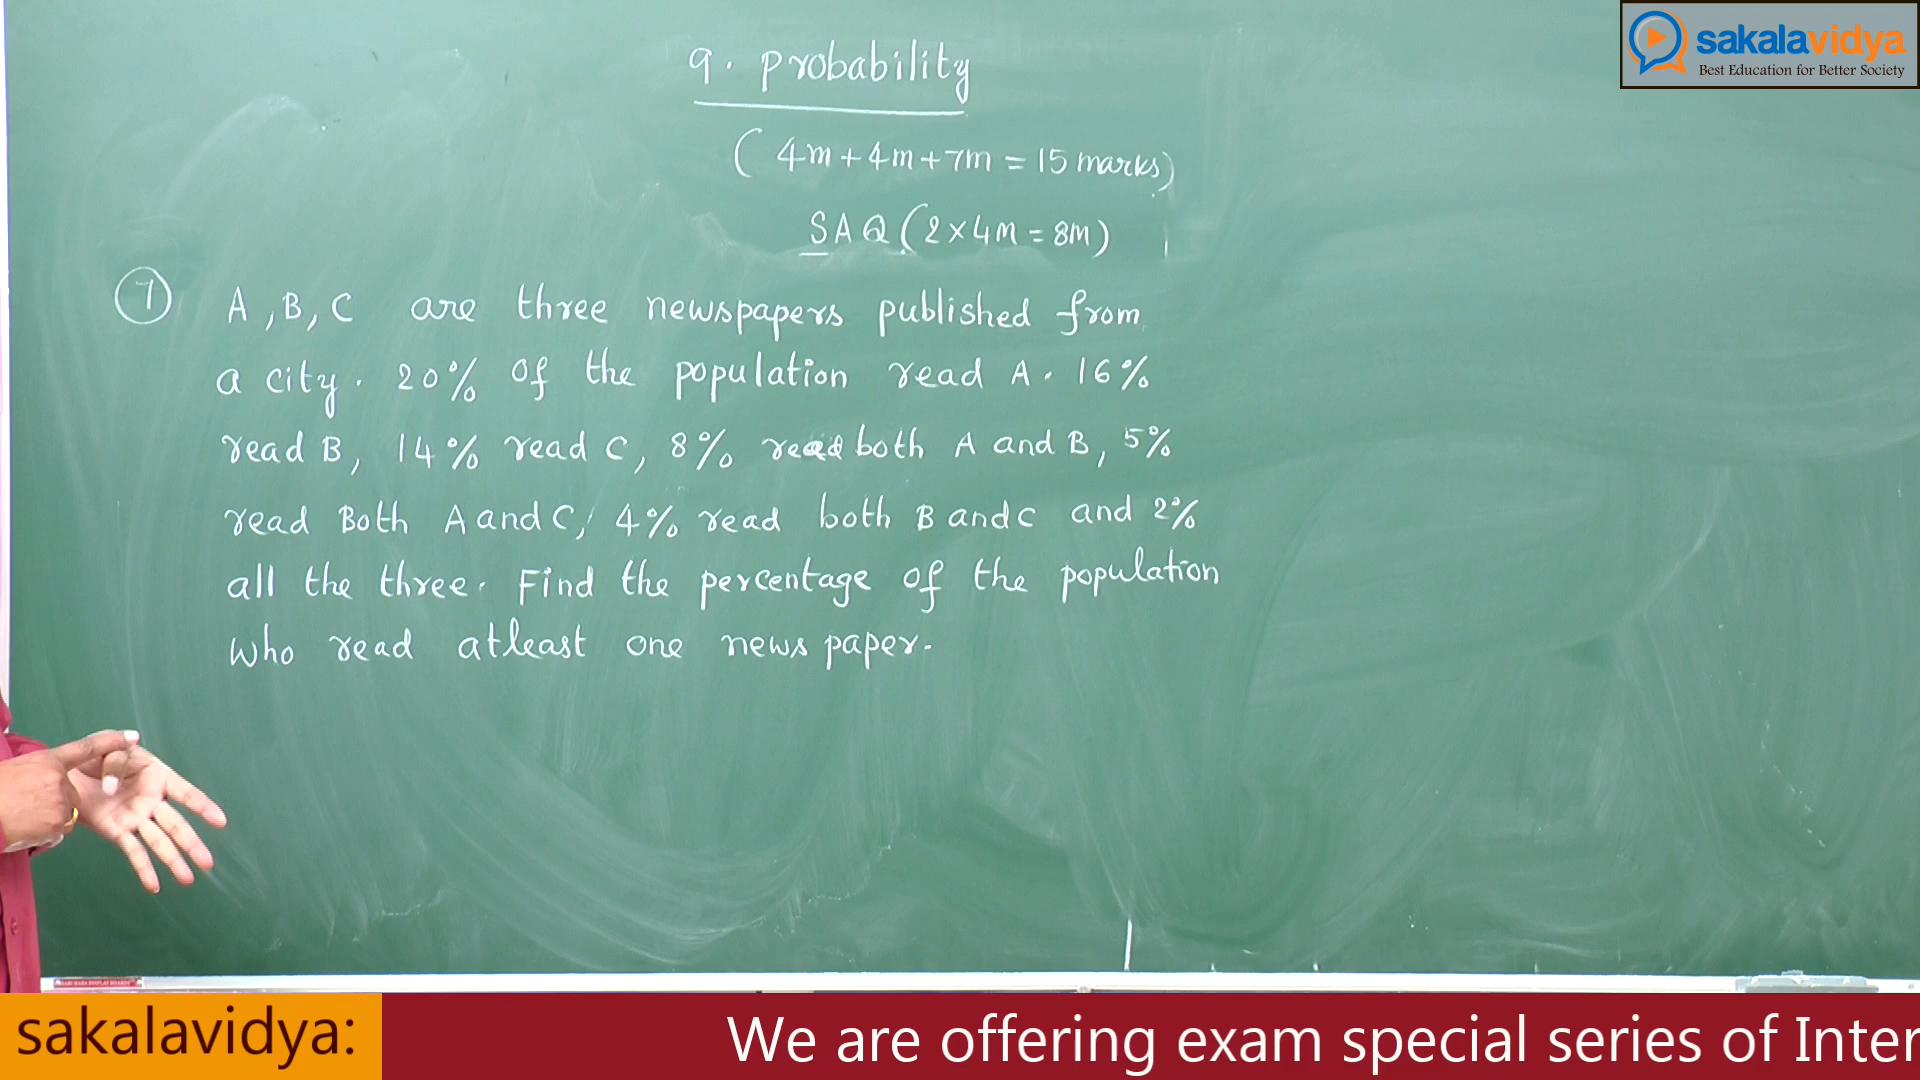 sakalavidya
Best Education for Better Society
9. probability
( 4m + 4m + 7m = 15 marks)
SAQ (2 × 4m = 8M)
7 A, B, C are three newspapers published from
a city. 20% of the population read A. 16%
read B, 14% read C, 8% read both A and B, 5%
read Both A and C, 4% read both B and C and 2%
all the three. Find the percentage of the population
who read atleast one news paper.
sakalavidya: We are offering exam special series of Inter